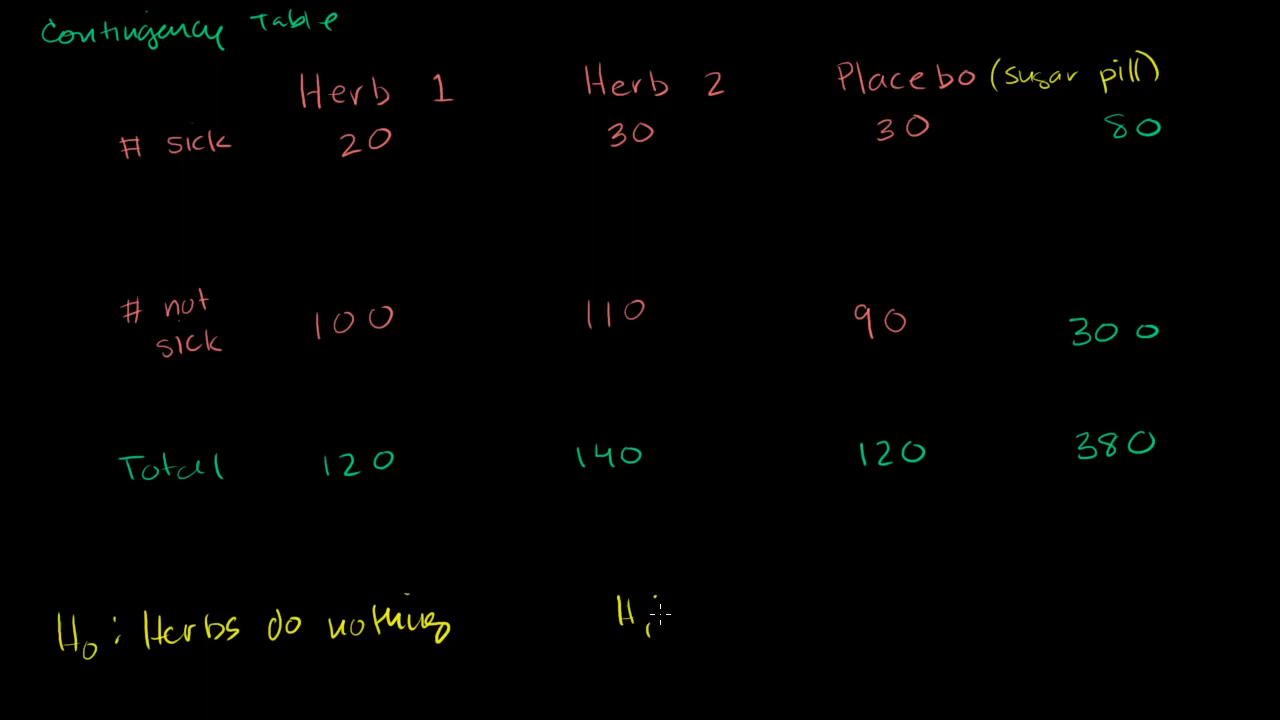 Contingency Table
Herb 1 Herb 2 Placebo (sugar pill)
# sick 20 30 30 80
# not sick 100 110 90 300
Total 120 140 120 380
H₀: Herbs do nothing H₁: